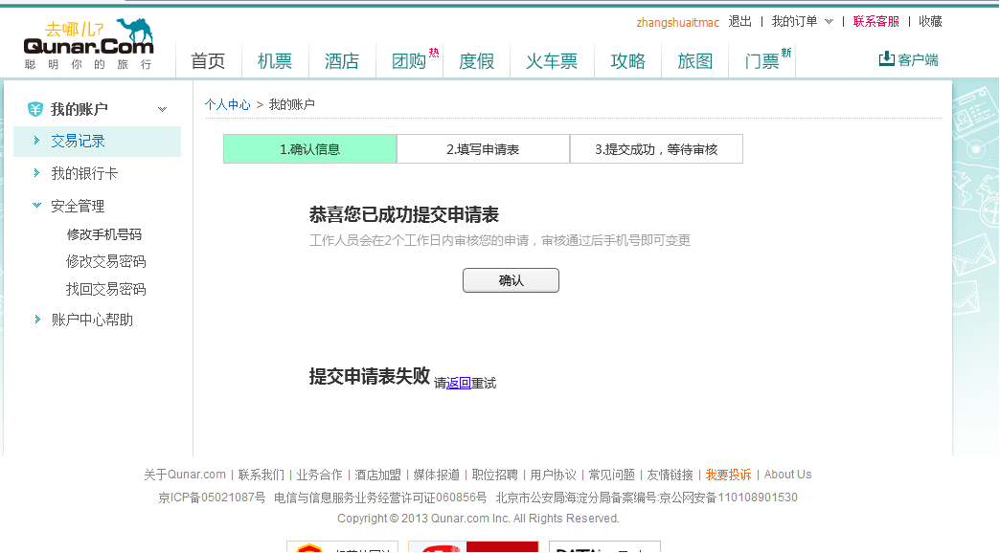 zhangshuaitmac 退出 | 我的订单 | 联系客服 | 收藏
去哪儿?
Qunar.Com
聪明你的旅行
首页 机票 酒店 团购 热 度假 火车票 攻略 旅图 门票 新 客户端
我的账户
交易记录
我的银行卡
安全管理
修改手机号码
修改交易密码
找回交易密码
账户中心帮助
个人中心 > 我的账户
1.确认信息 2.填写申请表 3.提交成功，等待审核
恭喜您已成功提交申请表
工作人员会在2个工作日内审核您的申请，审核通过后手机号即可变更
确认
提交申请表失败 请返回重试
关于Qunar.com | 联系我们 | 业务合作 | 酒店加盟 | 媒体报道 | 职位招聘 | 用户协议 | 常见问题 | 友情链接 | 我要投诉 | About Us
京ICP备05021087号 电信与信息服务业务经营许可证060856号 北京市公安局海淀分局备案编号:京公网安备110108901530
Copyright © 2013 Qunar.com Inc. All Rights Reserved.